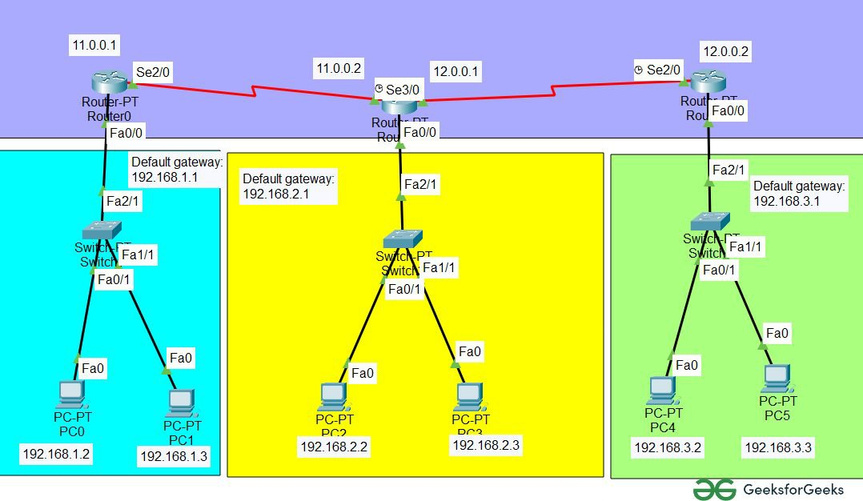 11.0.0.1
Se2/0
11.0.0.2
Se3/0
12.0.0.1
Se2/0
12.0.0.2
Router-PT
Router0
Fa0/0
Fa0/0
Fa0/0
Default gateway:
192.168.1.1
Default gateway:
192.168.2.1
Default gateway:
192.168.3.1
Fa2/1
Fa2/1
Fa2/1
Fa1/1
Fa0/1
Switch-PT
Fa1/1
Fa0/1
Fa1/1
Fa0/1
Fa0
Fa0
Fa0
Fa0
Fa0
Fa0
PC-PT
PC0
PC-PT
PC1
PC-PT
PC2
PC-PT
PC3
PC-PT
PC4
PC-PT
PC5
192.168.1.2
192.168.1.3
192.168.2.2
192.168.2.3
192.168.3.2
192.168.3.3
GeeksforGeeks